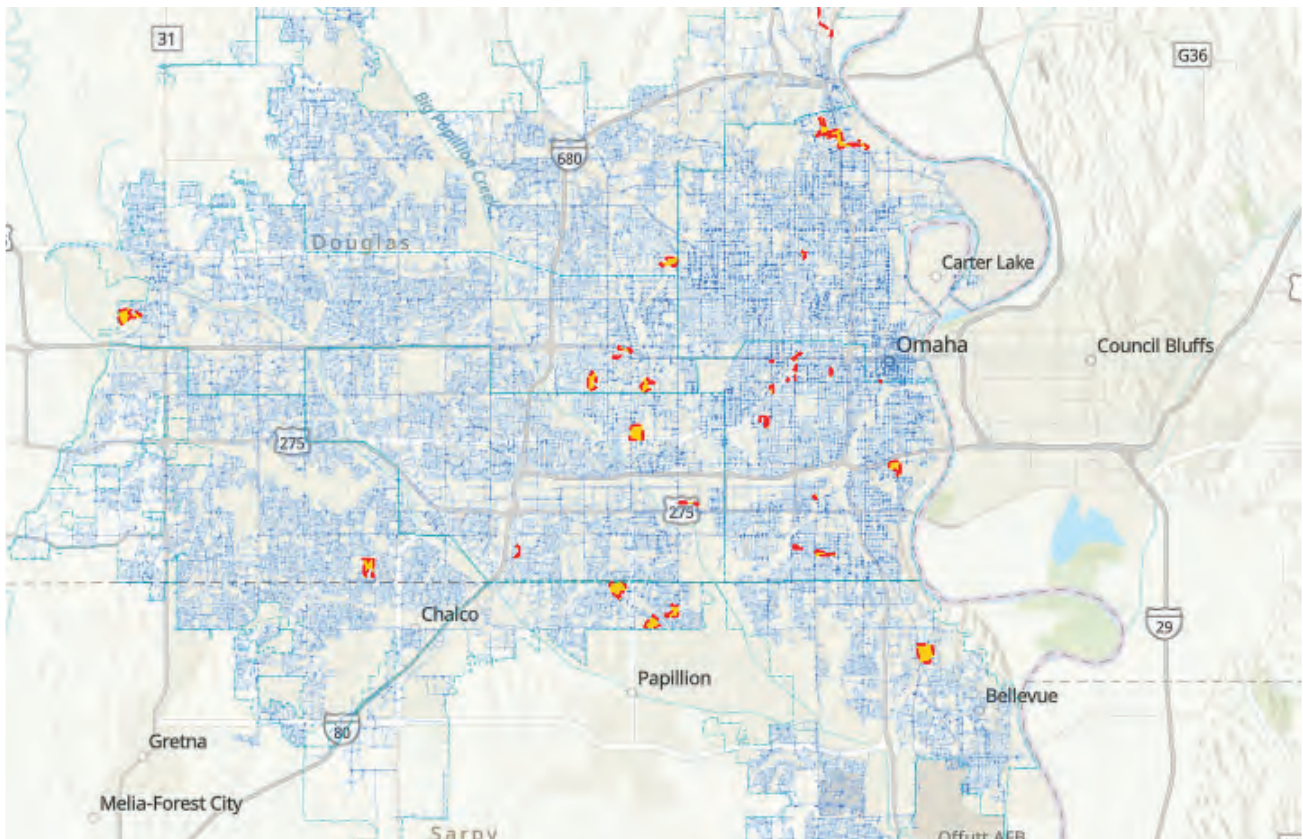 31
G36
Big Papillion Creek
680
Douglas
Carter Lake
Omaha
Council Bluffs
275
275
Chalco
29
Papillion
Bellevue
80
Gretna
Melia-Forest City
Sarpy
Offutt AFB